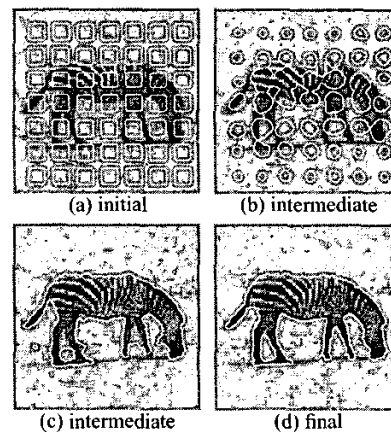 (a) initial
(b) intermediate
(c) intermediate
(d) final